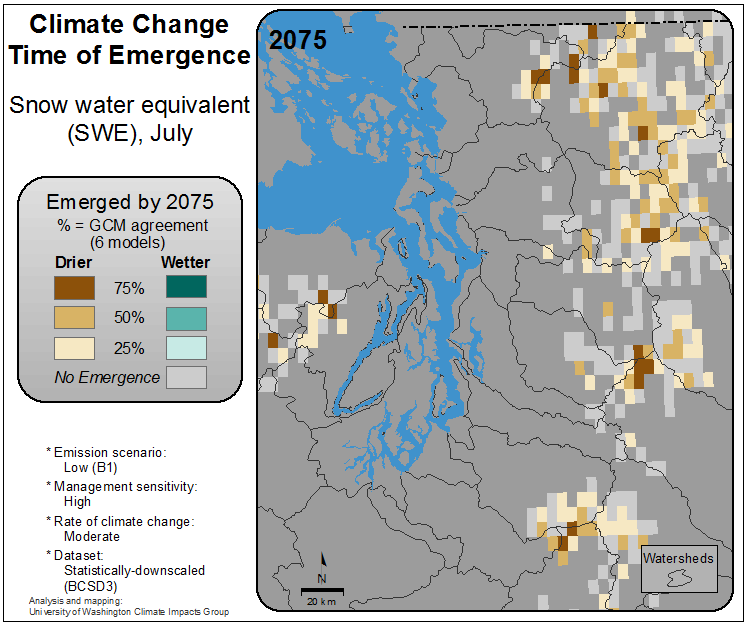 Climate Change
Time of Emergence
Snow water equivalent
(SWE), July
Emerged by 2075
% = GCM agreement
(6 models)
Drier Wetter
75%
50%
25%
No Emergence
* Emission scenario:
Low (B1)
* Management sensitivity:
High
* Rate of climate change:
Moderate
* Dataset:
Statistically-downscaled
(BCSD3)
Analysis and mapping:
University of Washington Climate Impacts Group
2075
N
20 km
Watersheds